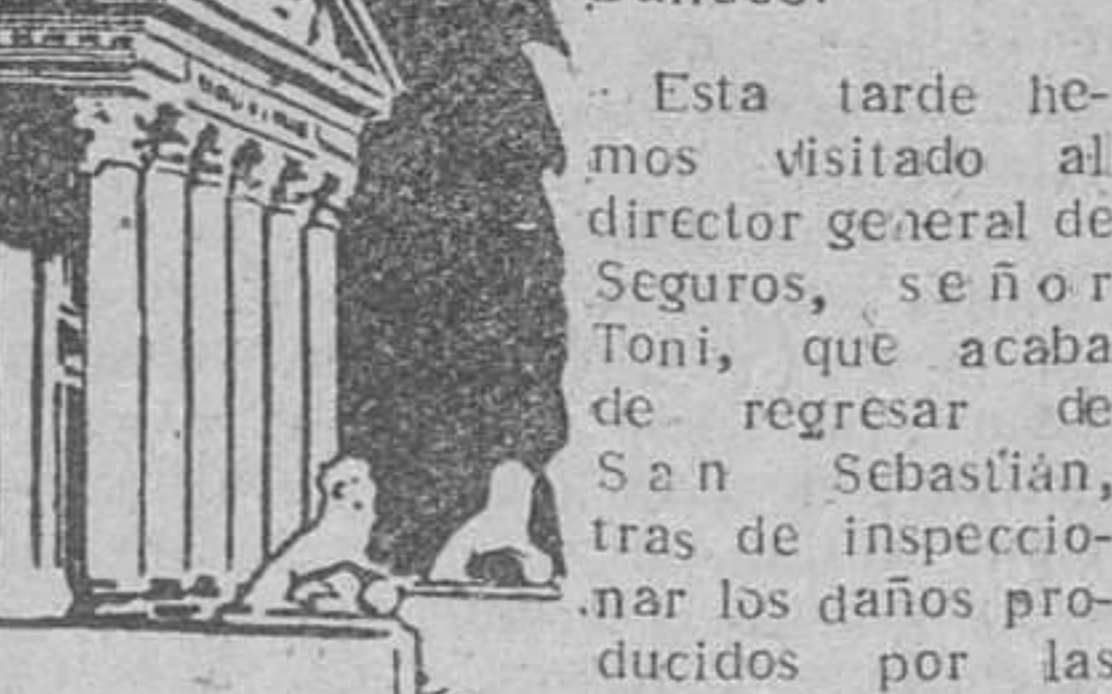 Esta tarde he-
mos visitado al
director general de
Seguros, señor
Toni, que acaba
de regresar de
San Sebastián,
tras de inspeccio-
nar los daños pro-
ducidos por las